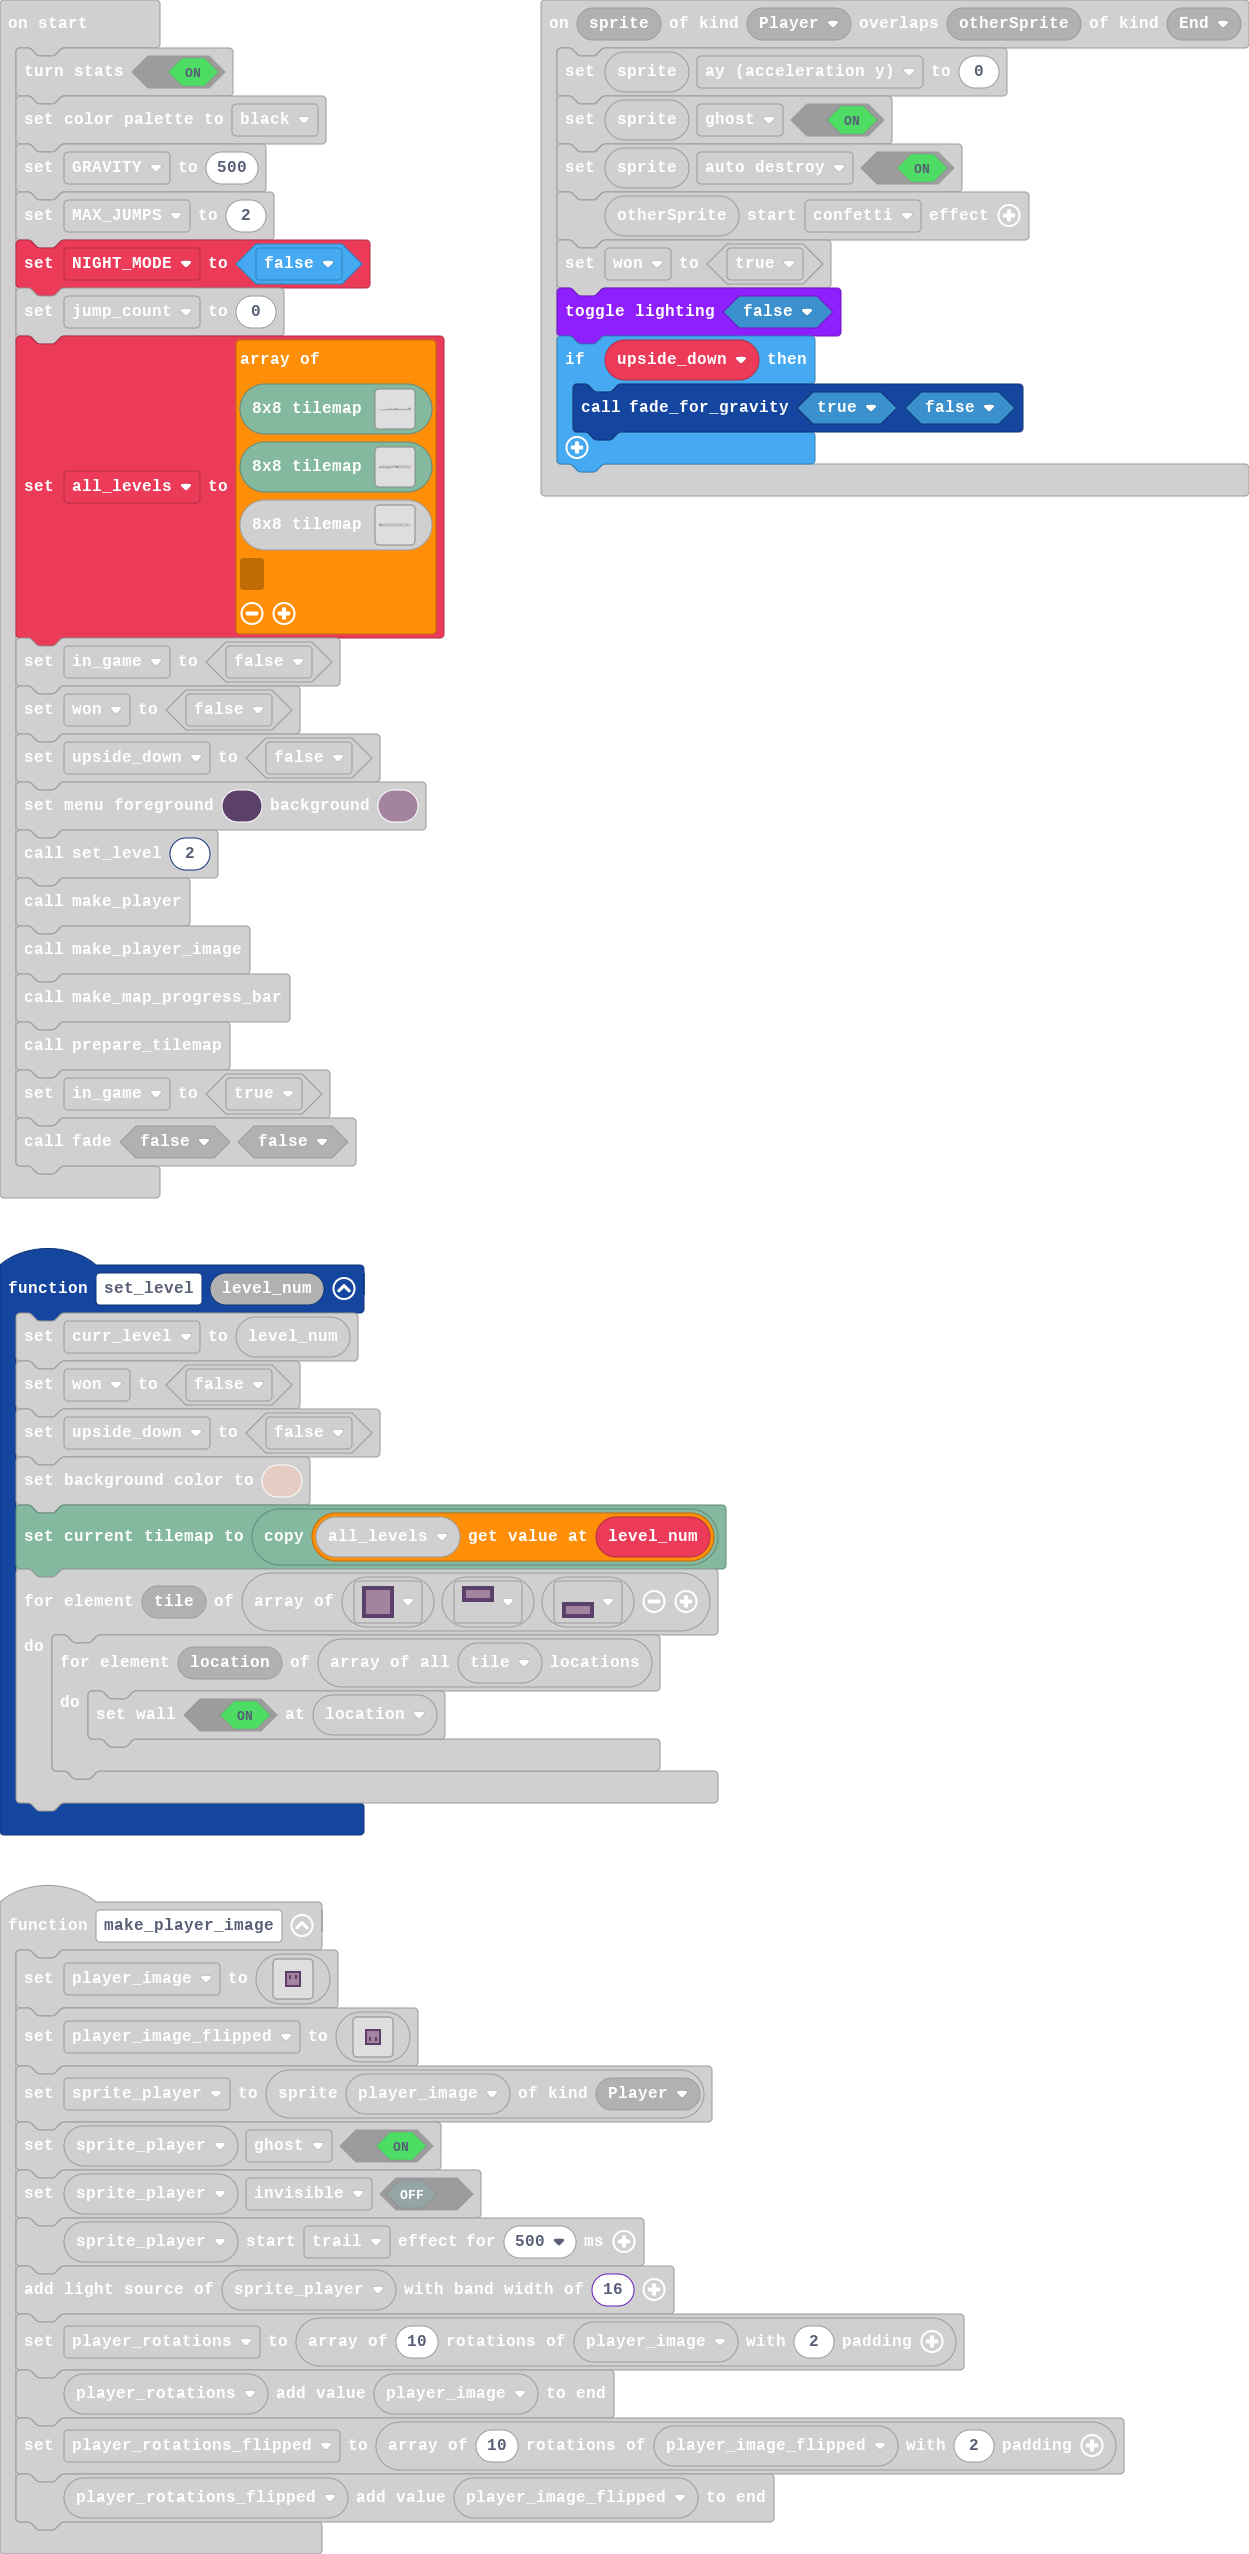 on start
turn stats ON
set color palette to black
set GRAVITY to 500
set MAX_JUMPS to 2
set NIGHT_MODE to false
set jump_count to 0
set all_levels to array of
8x8 tilemap
8x8 tilemap
8x8 tilemap
set in_game to false
set won to false
set upside_down to false
set menu foreground background
call set_level 2
call make_player
call make_player_image
call make_map_progress_bar
call prepare_tilemap
set in_game to true
call fade false false
on sprite of kind Player overlaps otherSprite of kind End
set sprite ay (acceleration y) to 0
set sprite ghost ON
set sprite auto destroy ON
otherSprite start confetti effect
set won to true
toggle lighting false
if upside_down then
call fade_for_gravity true false
function set_level level_num
set curr_level to level_num
set won to false
set upside_down to false
set background color to
set current tilemap to copy all_levels get value at level_num
for element tile of array of
do for element location of array of all tile locations
do set wall ON at location
function make_player_image
set player_image to
set player_image_flipped to
set sprite_player to sprite player_image of kind Player
set sprite_player ghost ON
set sprite_player invisible OFF
sprite_player start trail effect for 500 ms
add light source of sprite_player with band width of 16
set player_rotations to array of 10 rotations of player_image with 2 padding
player_rotations add value player_image to end
set player_rotations_flipped to array of 10 rotations of player_image_flipped with 2 padding
player_rotations_flipped add value player_image_flipped to end